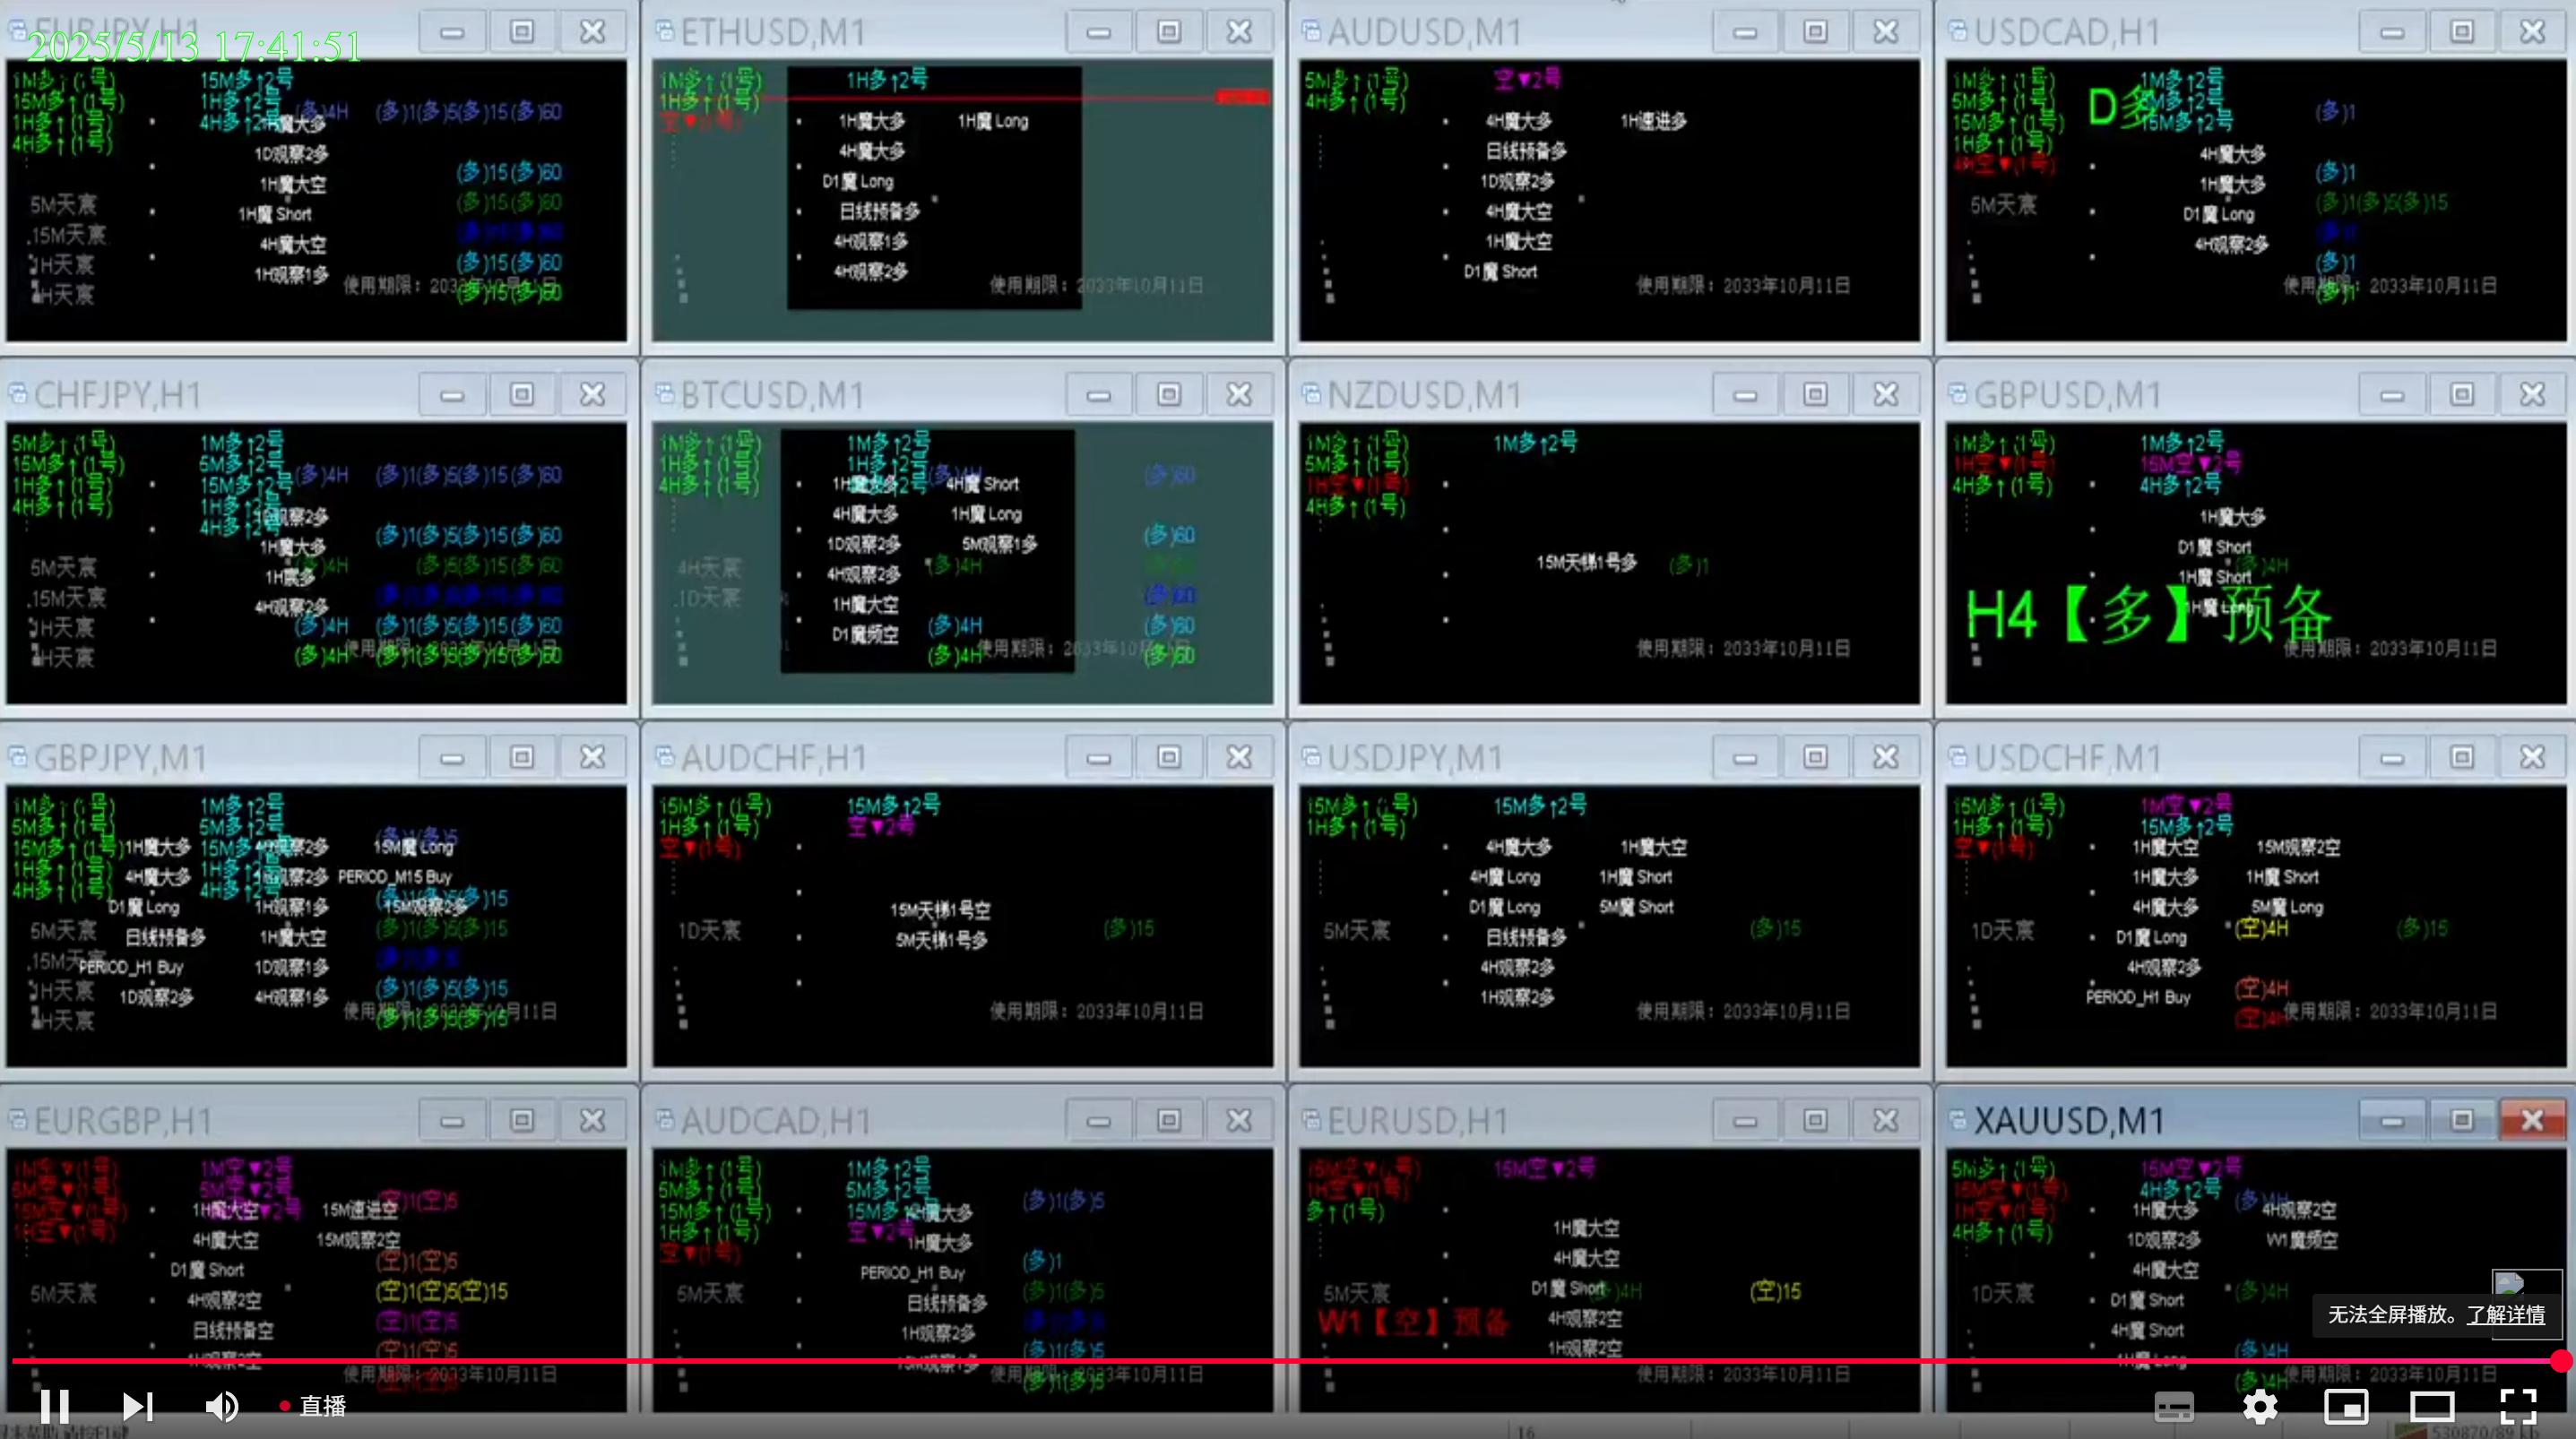 EURJPY,H1
2025/5/13 17:41:51
1M多↑(1号)
15M多↑(1号)
1H多↑(1号)
4H多↑(1号)
15M多↑2号
1H多↑2号
4H多↑2号
(多)4H (多)1(多)5(多)15(多)60
1H魔大多
1D观察2多
1H魔大空
1H魔 Short
4H魔大空
1H观察1多
(多)15(多)60
(多)15(多)60
(多)15(多)60
(多)15(多)60
5M天宸
15M天宸
1H天宸
4H天宸
使用期限：2033年10月11日
ETHUSD,M1
1M多↑(1号)
1H多↑(1号)
空▼(1号)
1H多↑2号
1H魔大多 1H魔 Long
4H魔大多
D1魔 Long
日线预备多
4H观察1多
4H观察2多
使用期限：2033年10月11日
AUDUSD,M1
5M多↑(1号)
4H多↑(1号)
空▼2号
4H魔大多 1H速进多
日线预备多
1D观察2多
4H魔大空
1H魔大空
D1魔 Short
使用期限：2033年10月11日
USDCAD,H1
1M多↑(1号)
5M多↑(1号)
15M多↑(1号)
1H多↑(1号)
4H空▼(1号)
D多
1M多↑2号
5M多↑2号
15M多↑2号
(多)1
4H魔大多
1H魔大多
D1魔 Long
4H观察2多
(多)1
(多)1(多)5(多)15
(多)1
(多)1
(多)1
5M天宸
使用期限：2033年10月11日
CHFJPY,H1
5M多↑(1号)
15M多↑(1号)
1H多↑(1号)
4H多↑(1号)
1M多↑2号
5M多↑2号
15M多↑2号
1H多↑2号
4H多↑2号
(多)4H (多)1(多)5(多)15(多)60
1D观察2多
1H魔大多
1H宸多
4H观察2多
(多)1(多)5(多)15(多)60
(多)4H (多)5(多)15(多)60
(多)4H (多)1(多)5(多)15(多)60
(多)4H (多)1(多)5(多)15(多)60
5M天宸
15M天宸
1H天宸
4H天宸
使用期限：2033年10月11日
BTCUSD,M1
1M多↑(1号)
1H多↑(1号)
4H多↑(1号)
1M多↑2号
1H多↑2号
(多)4H (多)60
1H魔大多 4H魔 Short
4H魔大多 1H魔 Long
1D观察2多 5M观察1多
4H观察2多 (多)4H
1H魔大空
D1魔频空
(多)60
(多)60
(多)4H (多)60
(多)4H (多)60
4H天宸
1D天宸
使用期限：2033年10月11日
NZDUSD,M1
1M多↑(1号)
5M多↑(1号)
1H空▼(1号)
4H多↑(1号)
1M多↑2号
15M天梯1号多 (多)1
使用期限：2033年10月11日
GBPUSD,M1
1M多↑(1号)
1H空▼(1号)
4H多↑(1号)
1M多↑2号
15M空▼2号
4H多↑2号
1H魔大多
D1魔 Short
(多)4H
1H魔 Short
1H魔 Long
H4【多】预备
使用期限：2033年10月11日
GBPJPY,M1
1M多↑(1号)
5M多↑(1号)
15M多↑(1号)
1H多↑(1号)
4H多↑(1号)
1M多↑2号
5M多↑2号
15M多↑2号
1H多↑2号
4H多↑2号
(多)1(多)5
1H魔大多 4H观察2多 15M魔 Long
4H魔大多 1H观察2多 PERIOD_M15 Buy
D1魔 Long 1H观察1多 15M观察2多
日线预备多 1H魔大空
PERIOD_H1 Buy 1D观察1多
1D观察2多 4H观察1多
(多)1(多)5(多)15
(多)1(多)5(多)15
(多)1(多)5(多)15
(多)1(多)5(多)15
5M天宸
15M天宸
1H天宸
4H天宸
使用期限：2033年10月11日
AUDCHF,H1
15M多↑(1号)
1H多↑(1号)
空▼(1号)
15M多↑2号
空▼2号
15M天梯1号空
5M天梯1号多
(多)15
1D天宸
使用期限：2033年10月11日
USDJPY,M1
15M多↑(1号)
1H多↑(1号)
15M多↑2号
4H魔大多 1H魔大空
4H魔 Long 1H魔 Short
D1魔 Long 5M魔 Short
日线预备多
4H观察2多
1H观察2多
(多)15
5M天宸
使用期限：2033年10月11日
USDCHF,M1
15M多↑(1号)
1H多↑(1号)
空▼(1号)
1M空▼2号
15M多↑2号
1H魔大空 15M观察2空
1H魔大多 1H魔 Short
4H魔大多 5M魔 Long
D1魔 Long (空)4H (多)15
4H观察2多
PERIOD_H1 Buy
(空)4H
(空)4H
1D天宸
使用期限：2033年10月11日
EURGBP,H1
1M空▼(1号)
5M空▼(1号)
15M空▼(1号)
1H空▼(1号)
1M空▼2号
5M空▼2号
(空)1(空)5
1H魔大空 15M速进空
4H魔大空 15M观察2空
D1魔 Short
4H观察2空
日线预备空
1H观察2空
(空)1(空)5
(空)1(空)5(空)15
(空)1(空)5
(空)1(空)5
5M天宸
使用期限：2033年10月11日
AUDCAD,H1
1M多↑(1号)
5M多↑(1号)
15M多↑(1号)
1H多↑(1号)
空▼(1号)
1M多↑2号
5M多↑2号
15M多↑2号
空▼2号
(多)1(多)5
4H魔大多
1H魔大多
PERIOD_H1 Buy
日线预备多
1H观察2多
15M观察1多
(多)1
(多)1(多)5
(多)1(多)5
(多)1(多)5
5M天宸
使用期限：2033年10月11日
EURUSD,H1
15M空▼(1号)
1H空▼(1号)
多↑(1号)
15M空▼2号
1H魔大空
4H魔大空
D1魔 Short
(多)4H (空)15
4H观察2空
1H观察2空
5M天宸
W1【空】预备
使用期限：2033年10月11日
XAUUSD,M1
5M多↑(1号)
15M空▼(1号)
1H空▼(1号)
4H多↑(1号)
15M空▼2号
4H多↑2号
(多)4H
1H魔大多 4H观察2空
1D观察2多 W1魔频空
4H魔大空
D1魔 Short
4H魔 Short
1H魔 Long
(多)4H
(多)4H
(多)4H
1D天宸
使用期限：2033年10月11日
无法全屏播放。了解详情
直播
16
530870/89 kb